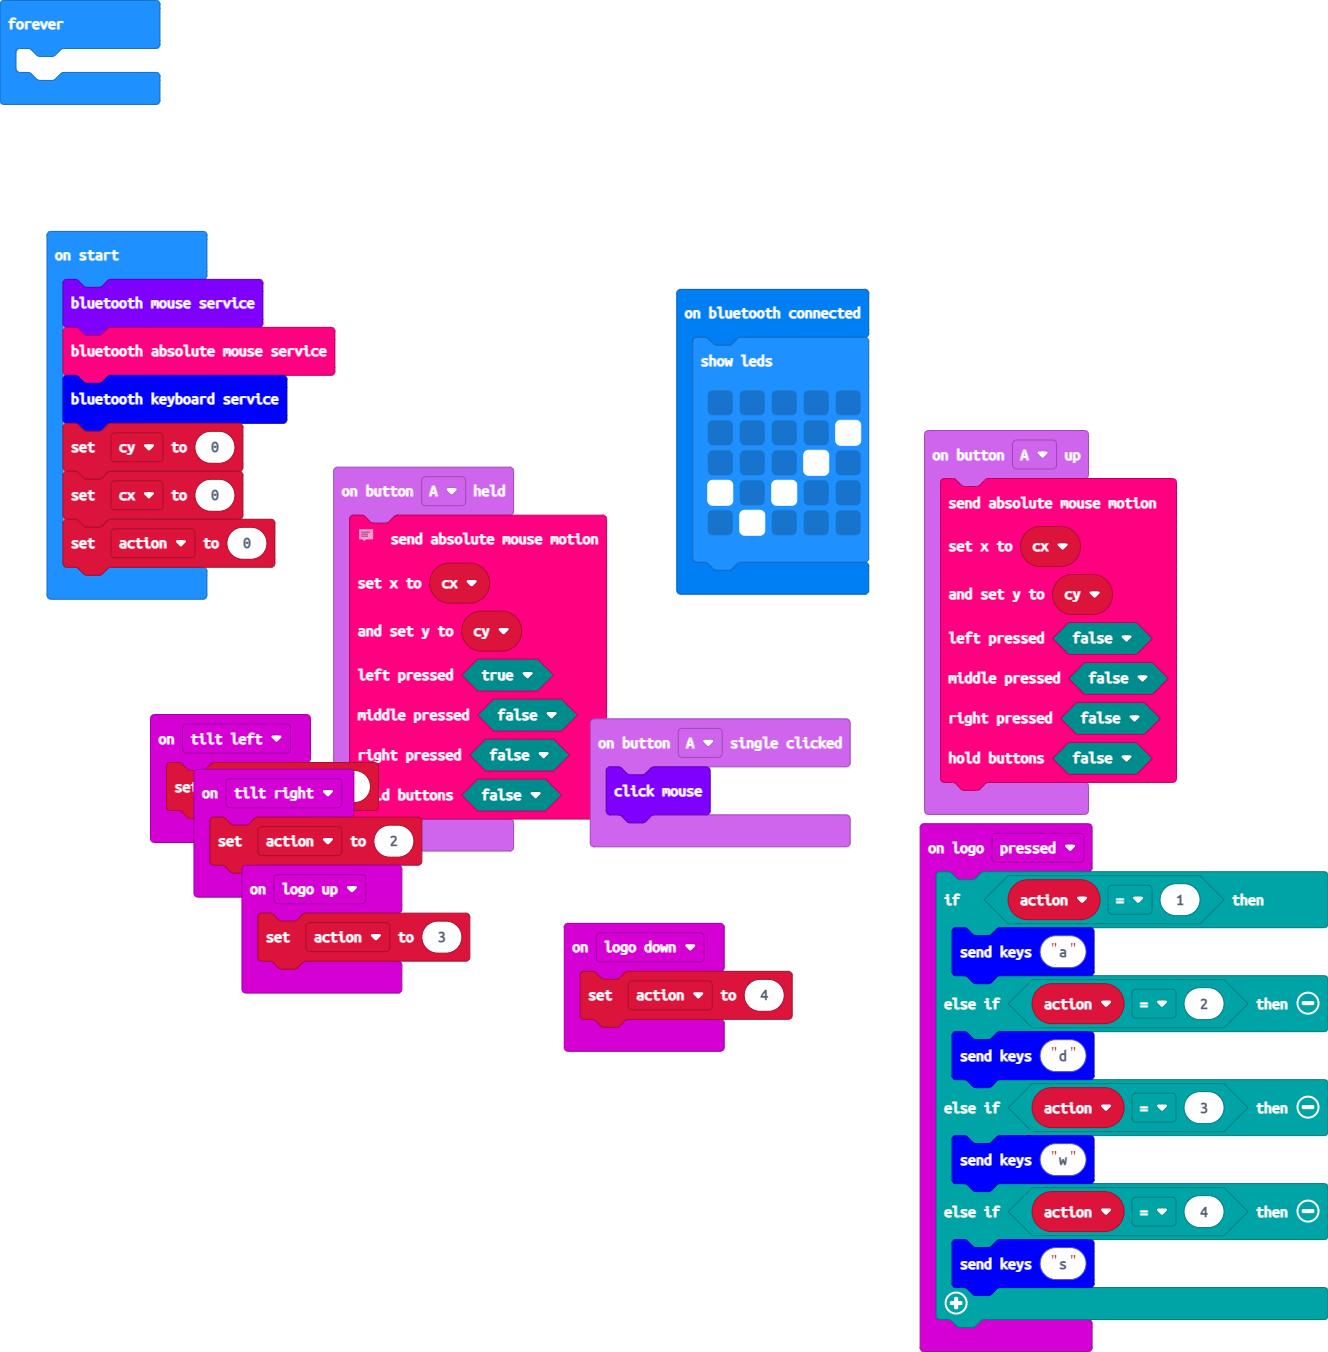 forever
on start
bluetooth mouse service
bluetooth absolute mouse service
bluetooth keyboard service
set cy to 0
set cx to 0
set action to 0
on bluetooth connected
show leds
on button A held
send absolute mouse motion
set x to cx
and set y to cy
left pressed true
middle pressed false
right pressed false
ld buttons false
on button A up
send absolute mouse motion
set x to cx
and set y to cy
left pressed false
middle pressed false
right pressed false
hold buttons false
on tilt left
set
on tilt right
set action to 2
on logo up
set action to 3
on button A single clicked
click mouse
on logo down
set action to 4
on logo pressed
if action = 1 then
send keys "a"
else if action = 2 then
send keys "d"
else if action = 3 then
send keys "w"
else if action = 4 then
send keys "s"